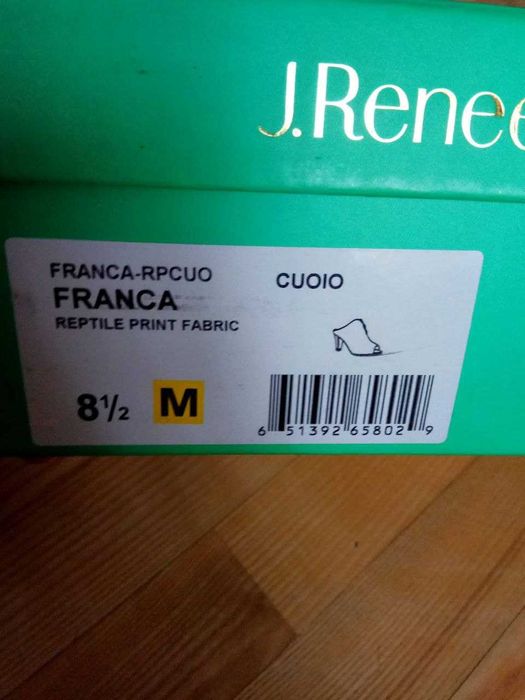 J.Renee
FRANCA-RPCUO
CUOIO
FRANCA
REPTILE PRINT FABRIC
8½
M
6 51392 65802 9